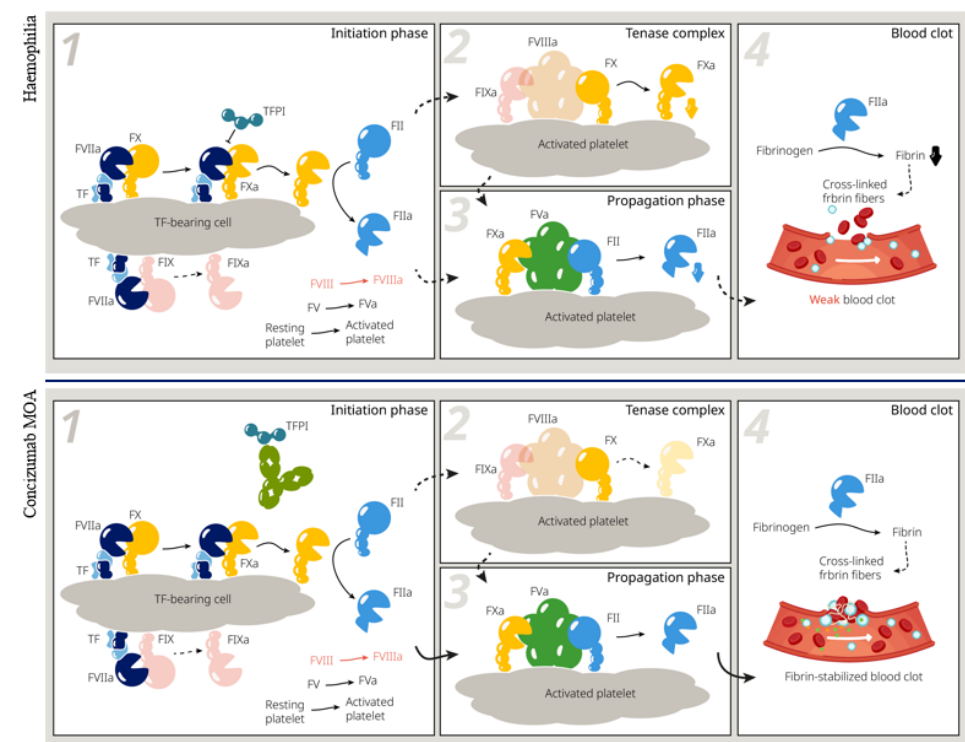 Haemophilia
1
Initiation phase
TFPI
FII
FX
FVIIa
TF
FXa
TF-bearing cell
FIIa
TF
FIX
FIXa
FVIIa
FVIII
FVIIIa
FV
FVa
Resting
platelet
Activated
platelet
2
Tenase complex
FVIIIa
FX
FXa
FIXa
Activated platelet
3
Propagation phase
FVa
FXa
FII
FIIa
Activated platelet
4
Blood clot
FIIa
Fibrinogen
Fibrin
Cross-linked
frbrin fibers
Weak blood clot
Concizumab MOA
1
Initiation phase
TFPI
FII
FX
FVIIa
TF
FXa
TF-bearing cell
FIIa
TF
FIX
FIXa
FVIIa
FVIII
FVIIIa
FV
FVa
Resting
platelet
Activated
platelet
2
Tenase complex
FVIIIa
FX
FXa
FIXa
Activated platelet
3
Propagation phase
FVa
FXa
FII
FIIa
Activated platelet
4
Blood clot
FIIa
Fibrinogen
Fibrin
Cross-linked
frbrin fibers
Fibrin-stabilized blood clot